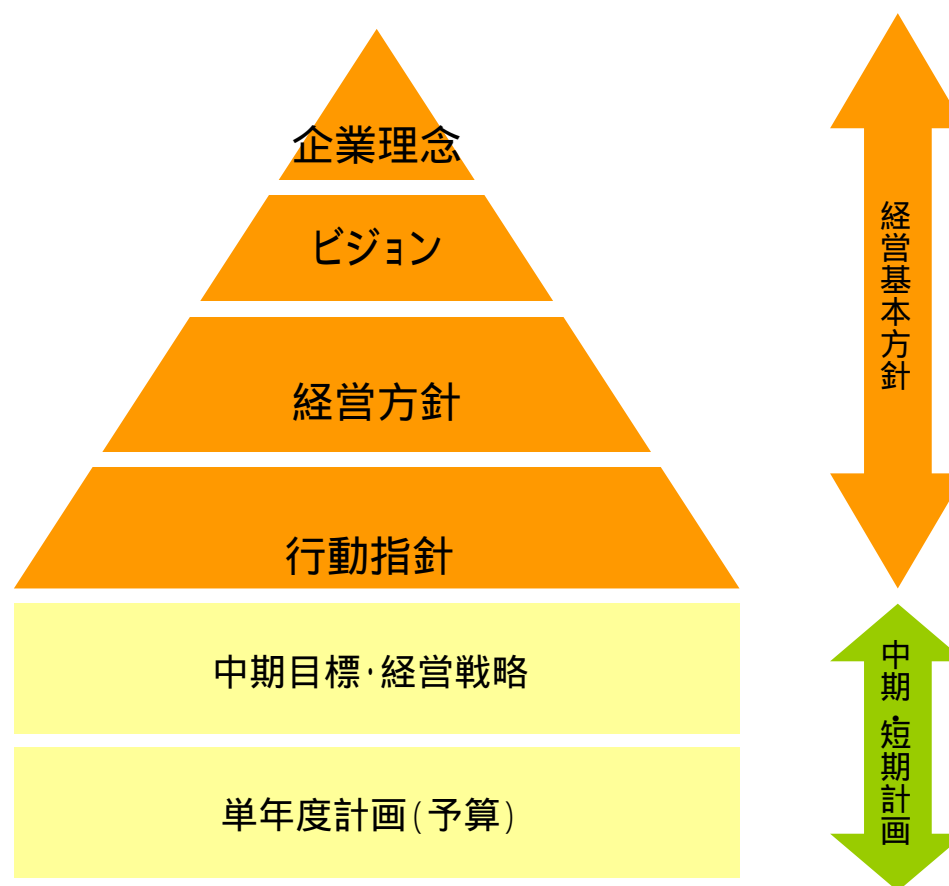 企業理念
ビジョン
経営方針
行動指針
中期目標･経営戦略
単年度計画(予算)
経営基本方針
中期･短期計画